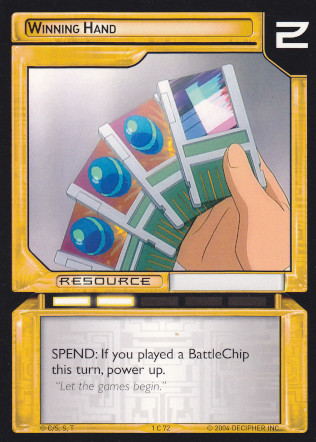 Winning Hand
2
RESOURCE
SPEND: If you played a BattleChip
this turn, power up.
"Let the games begin."
© C/S, S, T
1 C 72
© 2004 DECIPHER INC.